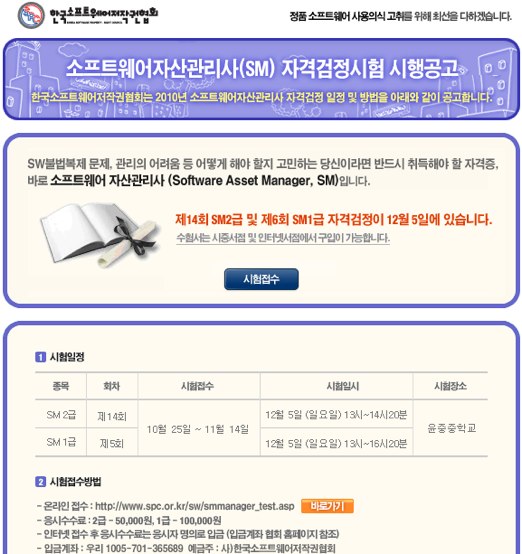 한국소프트웨어저작권협회
정품 소프트웨어 사용의식 고취를 위해 최선을 다하겠습니다.
소프트웨어자산관리사(SM) 자격검정시험 시행공고
한국소프트웨어저작권협회는 2010년 소프트웨어자산관리사 자격검정 일정 및 방법을 아래와 같이 공고합니다.
SW불법복제 문제, 관리의 어려움 등 어떻게 해야 할지 고민하는 당신이라면 반드시 취득해야 할 자격증,
바로 소프트웨어 자산관리사 (Software Asset Manager, SM)입니다.
제14회 SM2급 및 제6회 SM1급 자격검정이 12월 5일에 있습니다.
수험서는 시중서점 및 인터넷서점에서 구입이 가능합니다.
시험접수
1 시험일정
종목 회차 시험접수 시험일시 시험장소
SM 2급 제14회 10월 25일 ~ 11월 14일 12월 5일 (일요일) 13시~14시20분 윤중중학교
SM 1급 제5회 12월 5일 (일요일) 13시~16시20분
2 시험접수방법
- 온라인 접수 : http://www.spc.or.kr/sw/smmanager_test.asp 바로가기
- 응시수수료 : 2급 - 50,000원, 1급 - 100,000원
- 인터넷접수 후 응시수수료는 응시자 명의로 입금 (입금계좌 협회 홈페이지 참조)
- 입금계좌 : 우리 1005-701-365689 예금주 : 사)한국소프트웨어저작권협회